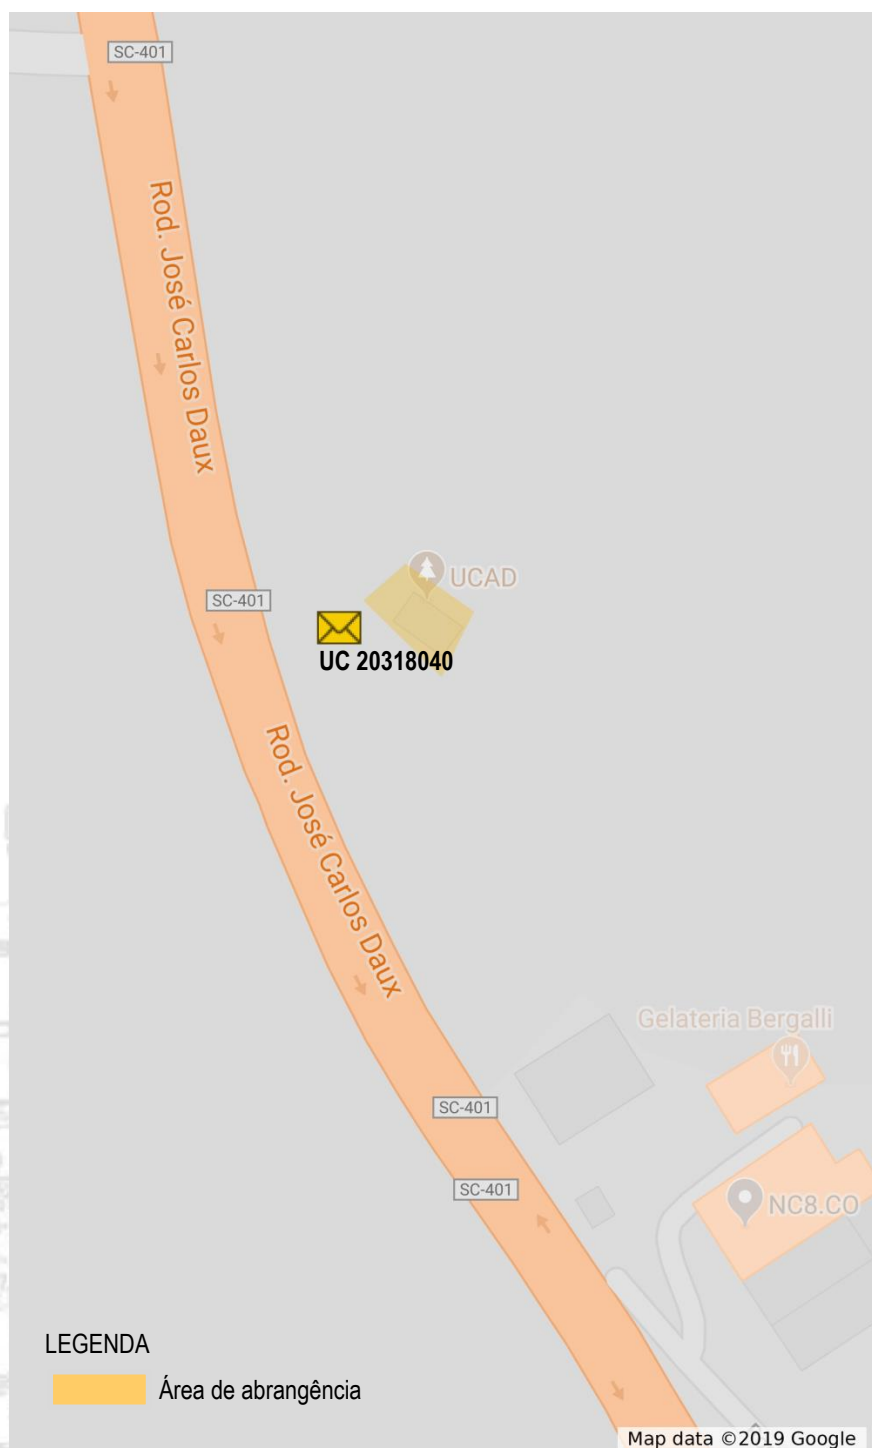 SC-401
Rod. José Carlos Daux
UCAD
SC-401
UC 20318040
Rod. José Carlos Daux
Gelateria Bergalli
SC-401
SC-401
NC8.CO
LEGENDA
Área de abrangência
Map data ©2019 Google